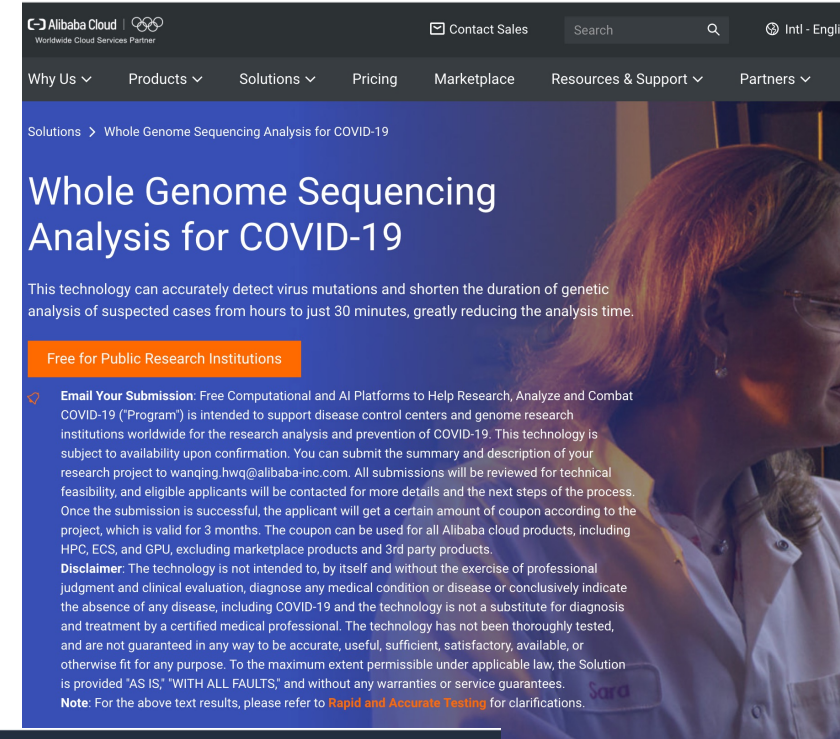 Alibaba Cloud
Worldwide Cloud Services Partner
Contact Sales
Search
Intl - Engli
Why Us
Products
Solutions
Pricing
Marketplace
Resources & Support
Partners
Solutions > Whole Genome Sequencing Analysis for COVID-19
Whole Genome Sequencing
Analysis for COVID-19
This technology can accurately detect virus mutations and shorten the duration of genetic
analysis of suspected cases from hours to just 30 minutes, greatly reducing the analysis time.
Free for Public Research Institutions
Email Your Submission: Free Computational and AI Platforms to Help Research, Analyze and Combat
COVID-19 ("Program") is intended to support disease control centers and genome research
institutions worldwide for the research analysis and prevention of COVID-19. This technology is
subject to availability upon confirmation. You can submit the summary and description of your
research project to wanqing.hwq@alibaba-inc.com. All submissions will be reviewed for technical
feasibility, and eligible applicants will be contacted for more details and the next steps of the process.
Once the submission is successful, the applicant will get a certain amount of coupon according to the
project, which is valid for 3 months. The coupon can be used for all Alibaba cloud products, including
HPC, ECS, and GPU, excluding marketplace products and 3rd party products.
Disclaimer: The technology is not intended to, by itself and without the exercise of professional
judgment and clinical evaluation, diagnose any medical condition or disease or conclusively indicate
the absence of any disease, including COVID-19 and the technology is not a substitute for diagnosis
and treatment by a certified medical professional. The technology has not been thoroughly tested,
and are not guaranteed in any way to be accurate, useful, sufficient, satisfactory, available, or
otherwise fit for any purpose. To the maximum extent permissible under applicable law, the Solution
is provided "AS IS," "WITH ALL FAULTS," and without any warranties or service guarantees.
Note: For the above text results, please refer to Rapid and Accurate Testing for clarifications.
Sara